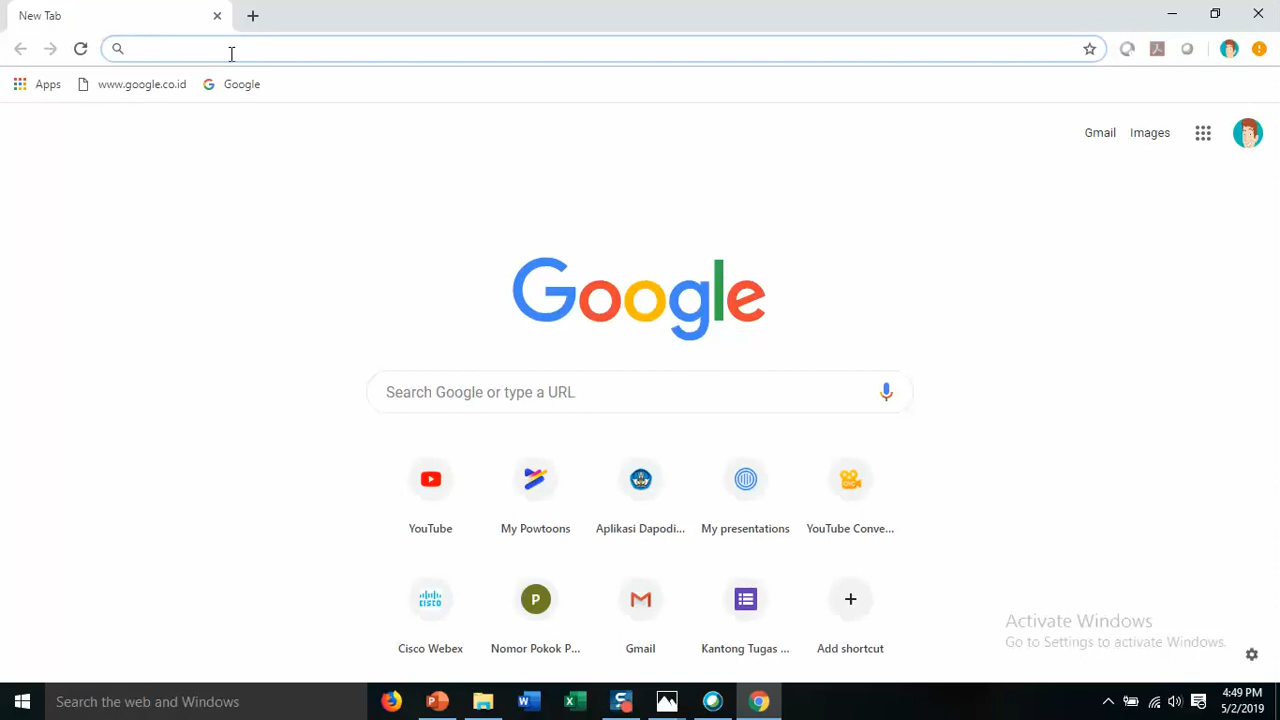 New Tab
Apps
www.google.co.id
Google
Gmail
Images
Google
Search Google or type a URL
YouTube
My Powtoons
Aplikasi Dapodi...
My presentations
YouTube Conve...
CISCO
P
Cisco Webex
Nomor Pokok P...
Gmail
Kantong Tugas ...
Add shortcut
Activate Windows
Go to Settings to activate Windows.
Search the web and Windows
4:49 PM
5/2/2019